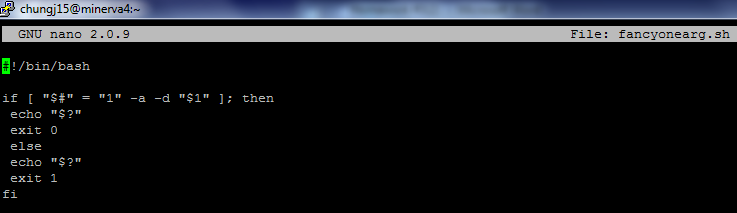 chungj15@minerva4:~
GNU nano 2.0.9 File: fancyonearg.sh
#!/bin/bash
if [ "$#" = "1" -a -d "$1" ]; then
echo "$?"
exit 0
else
echo "$?"
exit 1
fi